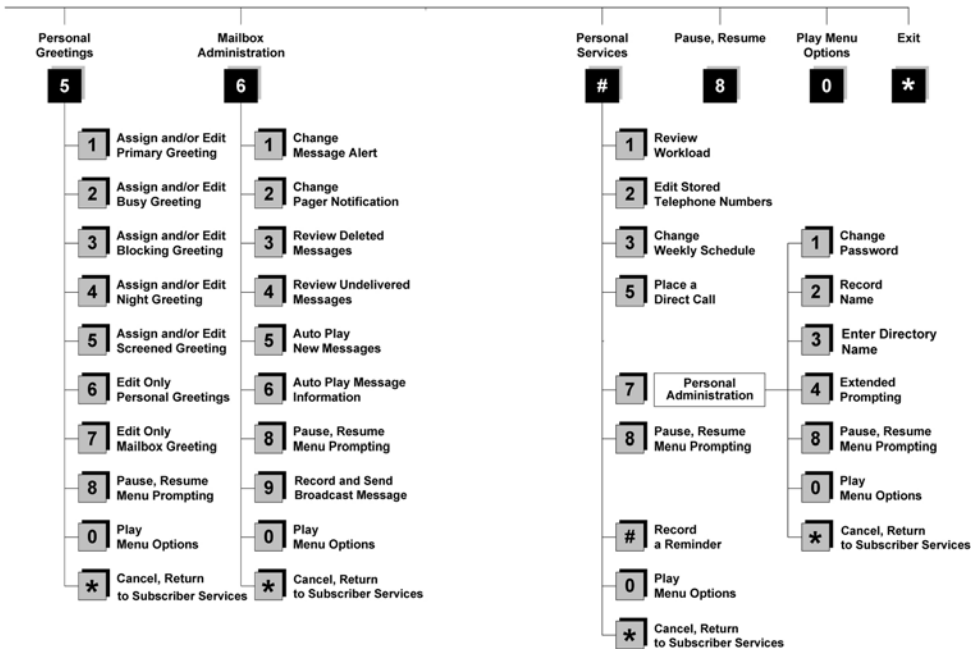 Personal
Greetings
5
Mailbox
Administration
6
Personal
Services
#
Pause, Resume
8
Play Menu
Options
0
Exit
*
1
Assign and/or Edit
Primary Greeting
2
Assign and/or Edit
Busy Greeting
3
Assign and/or Edit
Blocking Greeting
4
Assign and/or Edit
Night Greeting
5
Assign and/or Edit
Screened Greeting
6
Edit Only
Personal Greetings
7
Edit Only
Mailbox Greeting
8
Pause, Resume
Menu Prompting
0
Play
Menu Options
*
Cancel, Return
to Subscriber Services
1
Change
Message Alert
2
Change
Pager Notification
3
Review Deleted
Messages
4
Review Undelivered
Messages
5
Auto Play
New Messages
6
Auto Play Message
Information
8
Pause, Resume
Menu Prompting
9
Record and Send
Broadcast Message
0
Play
Menu Options
*
Cancel, Return
to Subscriber Services
1
Review
Workload
2
Edit Stored
Telephone Numbers
3
Change
Weekly Schedule
5
Place a
Direct Call
7
Personal
Administration
8
Pause, Resume
Menu Prompting
#
Record
a Reminder
0
Play
Menu Options
*
Cancel, Return
to Subscriber Services
1
Change
Password
2
Record
Name
3
Enter Directory
Name
4
Extended
Prompting
8
Pause, Resume
Menu Prompting
0
Play
Menu Options
*
Cancel, Return
to Subscriber Services